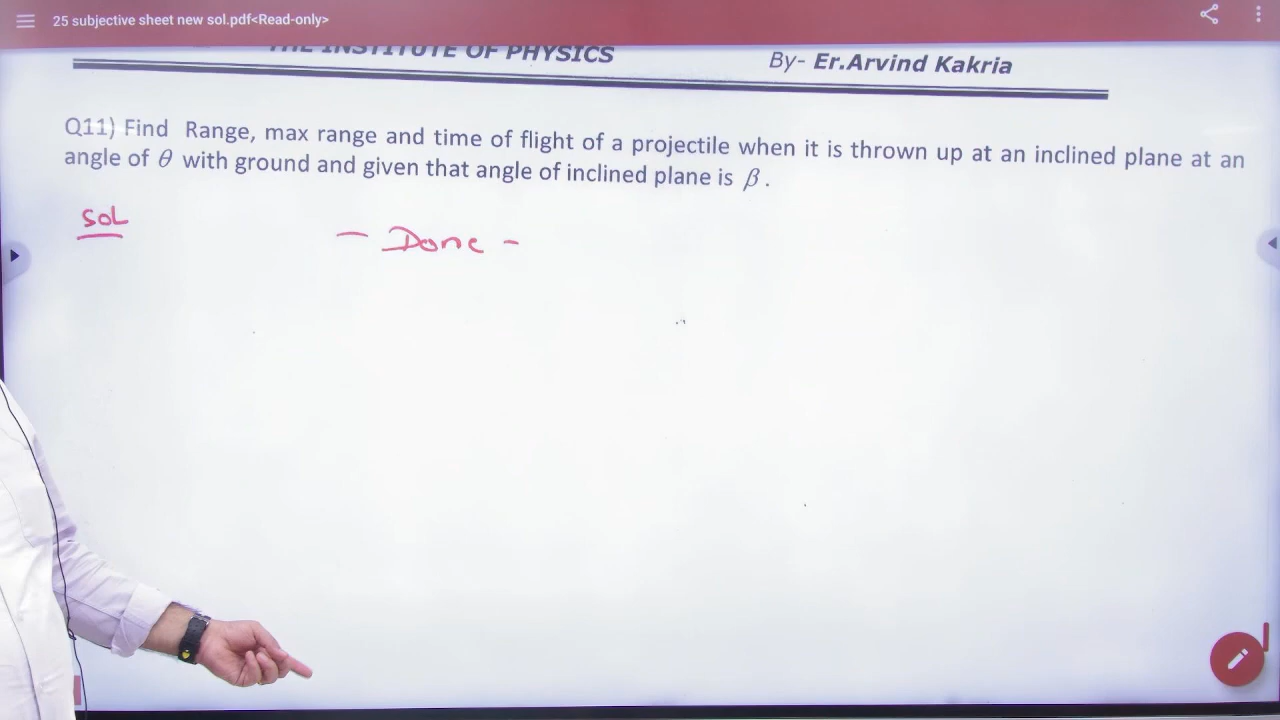 25 subjective sheet new sol.pdf<Read-only>
THE INSTITUTE OF PHYSICS
By- Er.Arvind Kakria
Q11) Find Range, max range and time of flight of a projectile when it is thrown up at an inclined plane at an
angle of θ with ground and given that angle of inclined plane is β .
SOL
- Done -